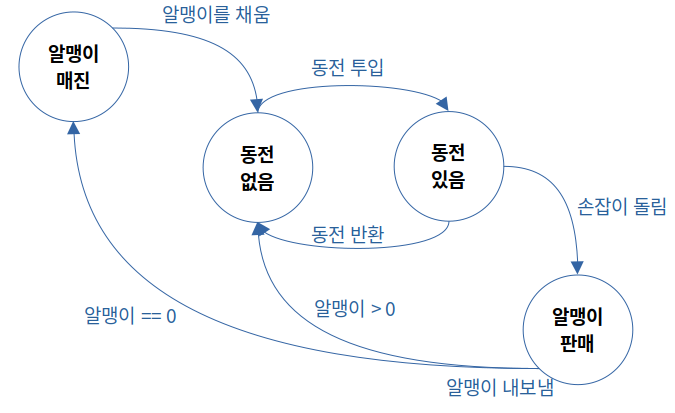 알맹이를 채움
알맹이
매진
동전 투입
동전
없음
동전
있음
손잡이 돌림
동전 반환
알맹이 == 0
알맹이 > 0
알맹이
판매
알맹이 내보냄